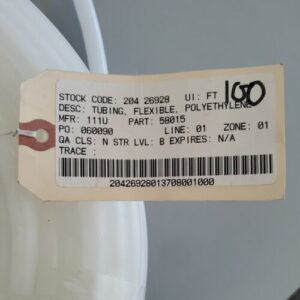 STOCK CODE: 204 26928 UI: FT 100
DESC: TUBING, FLEXIBLE, POLYETHYLENE
MFR: 111U PART: 58015
PO: 060090 LINE: 01 ZONE: 01
QA CLS: N STR LVL: B EXPIRES: N/A
TRACE :
20426928013708001000